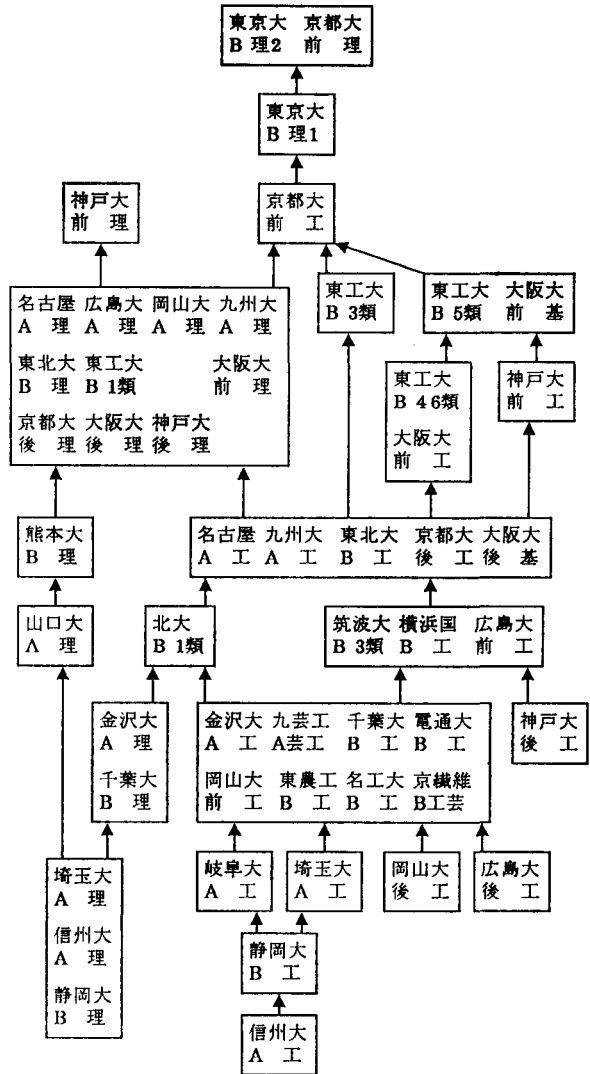 東京大 京都大
B 理2 前 理
東京大
B 理1
神戸大
前 理
京都大
前 工
名古屋 広島大 岡山大 九州大
A 理 A 理 A 理 A 理
東北大 東工大 大阪大
B 理 B 1類 前 理
京都大 大阪大 神戸大
後 理 後 理 後 理
東工大
B 3類
東工大 大阪大
B 5類 前 基
東工大
B 4 6類
大阪大
前 工
神戸大
前 工
熊本大
B 理
名古屋 九州大 東北大 京都大 大阪大
A 工 A 工 B 工 後 工 後 基
山口大
A 理
北大
B 1類
筑波大 横浜国 広島大
B 3類 B 工 前 工
金沢大
A 理
千葉大
B 理
金沢大 九芸工 千葉大 電通大
A 工 A芸工 B 工 B 工
岡山大 東農工 名工大 京繊維
前 工 B 工 B 工 B工芸
神戸大
後 工
埼玉大
A 理
信州大
A 理
静岡大
B 理
岐阜大
A 工
埼玉大
A 工
岡山大
後 工
広島大
後 工
静岡大
B 工
信州大
A 工